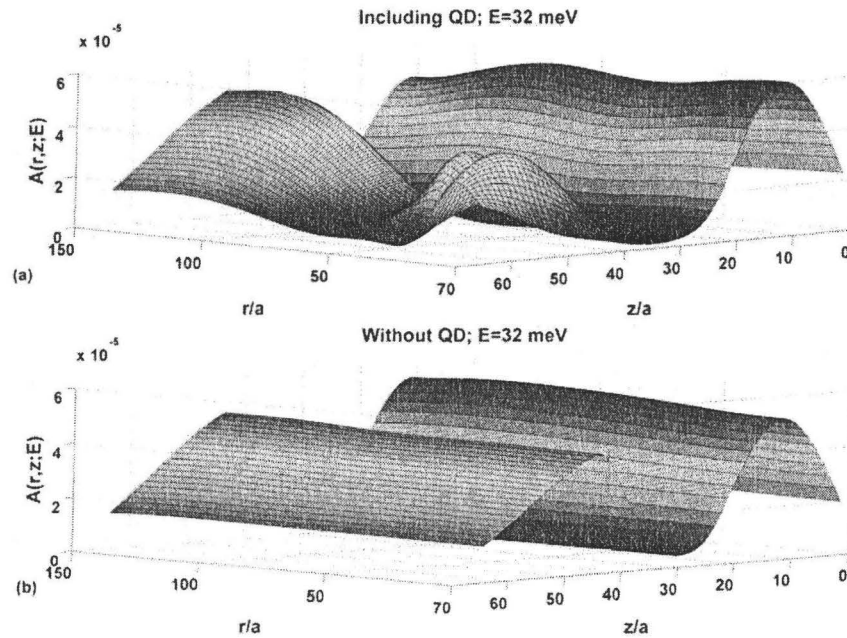 Including QD; E=32 meV
x 10⁻⁵
6
4
2
0
A(r,z;E)
150
100
50
70
60
50
40
30
20
10
0
(a)
r/a
z/a
Without QD; E=32 meV
x 10⁻⁵
6
4
2
0
A(r,z;E)
150
100
50
70
60
50
40
30
20
10
0
(b)
r/a
z/a